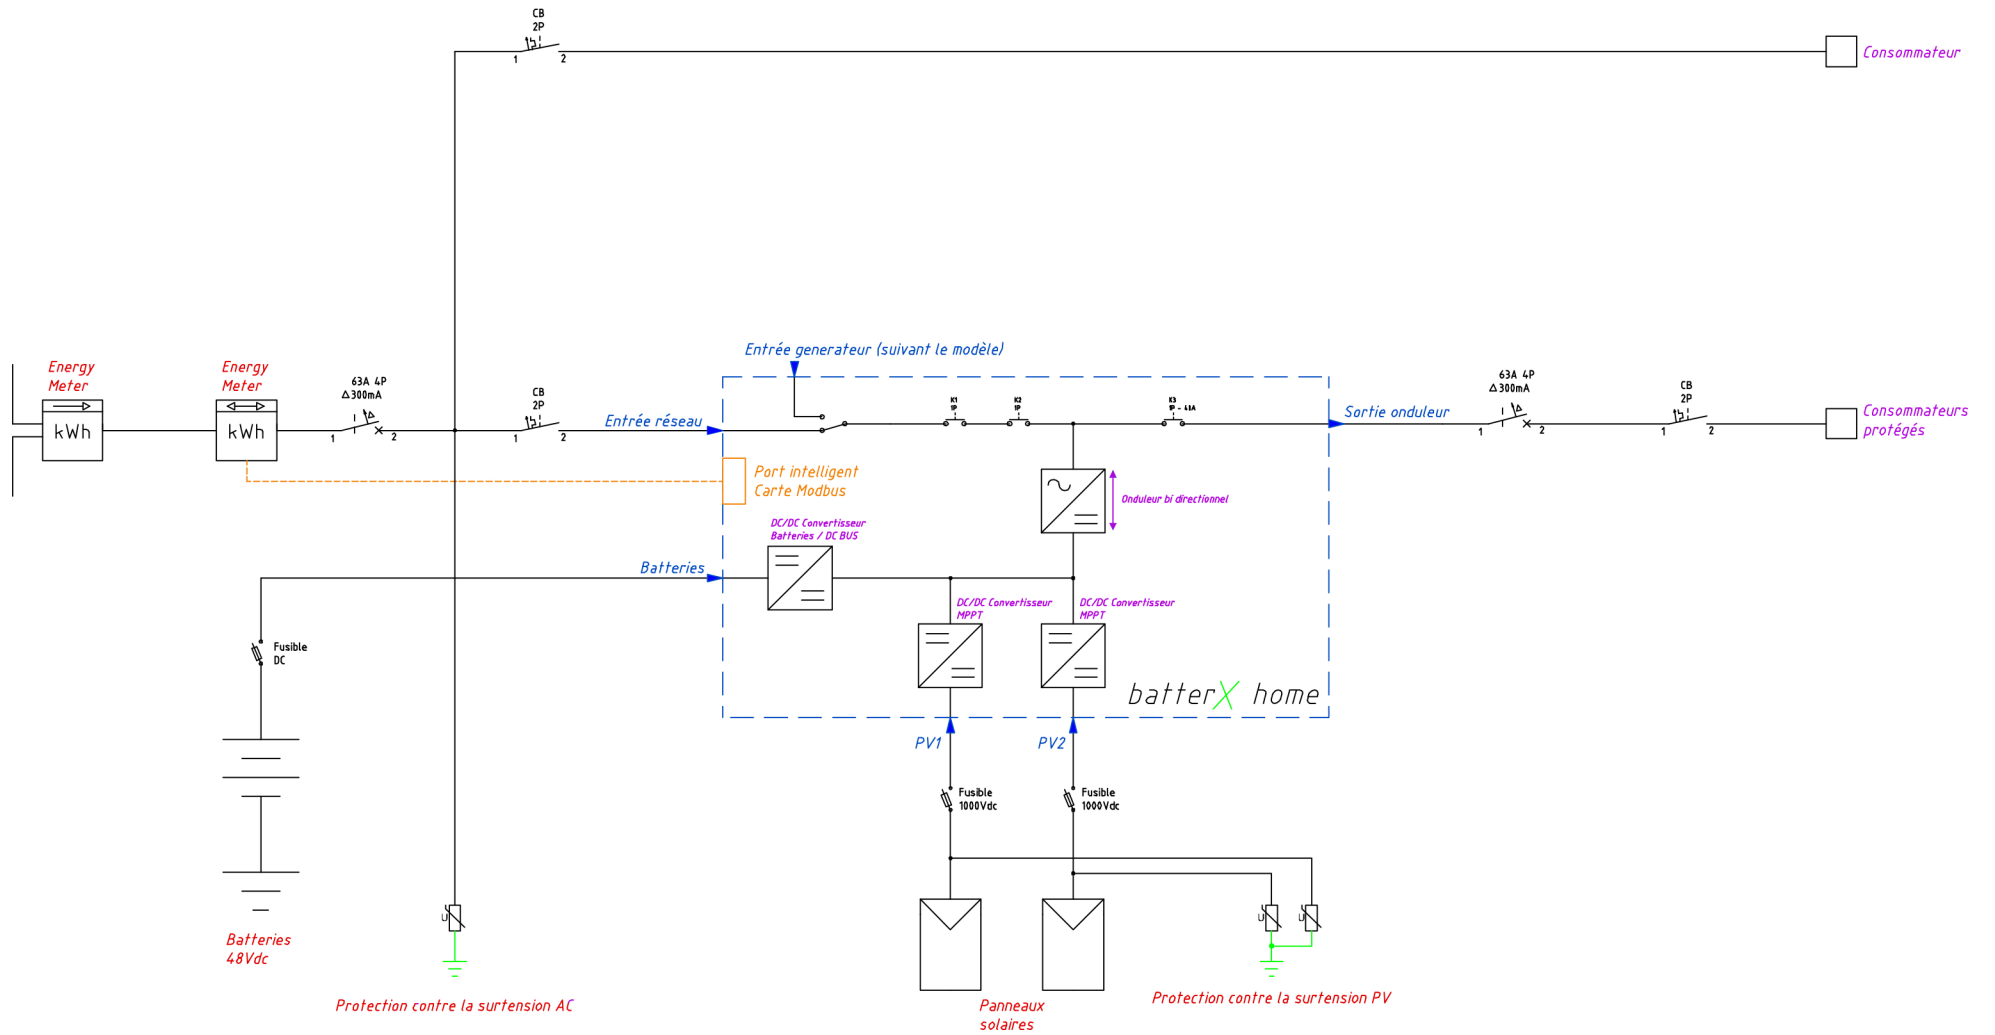 CB
2P
1
2
Consommateur
Entrée generateur (suivant le modèle)
Energy
Meter
kWh
Energy
Meter
kWh
63A 4P
Δ300mA
1
2
CB
2P
1
2
Entrée réseau
K1
1P
K2
1P
K3
Sortie onduleur
63A 4P
Δ300mA
1
2
CB
2P
1
2
Consommateurs
protégés
Port intelligent
Carte Modbus
Onduleur bi directionnel
DC/DC Convertisseur
Batteries / DC BUS
Batteries
DC/DC Convertisseur
MPPT
DC/DC Convertisseur
MPPT
Fusible
DC
batterX home
PV1
PV2
Fusible
1000Vdc
Fusible
1000Vdc
U
U
U
Batteries
48Vdc
Protection contre la surtension AC
Panneaux
solaires
Protection contre la surtension PV